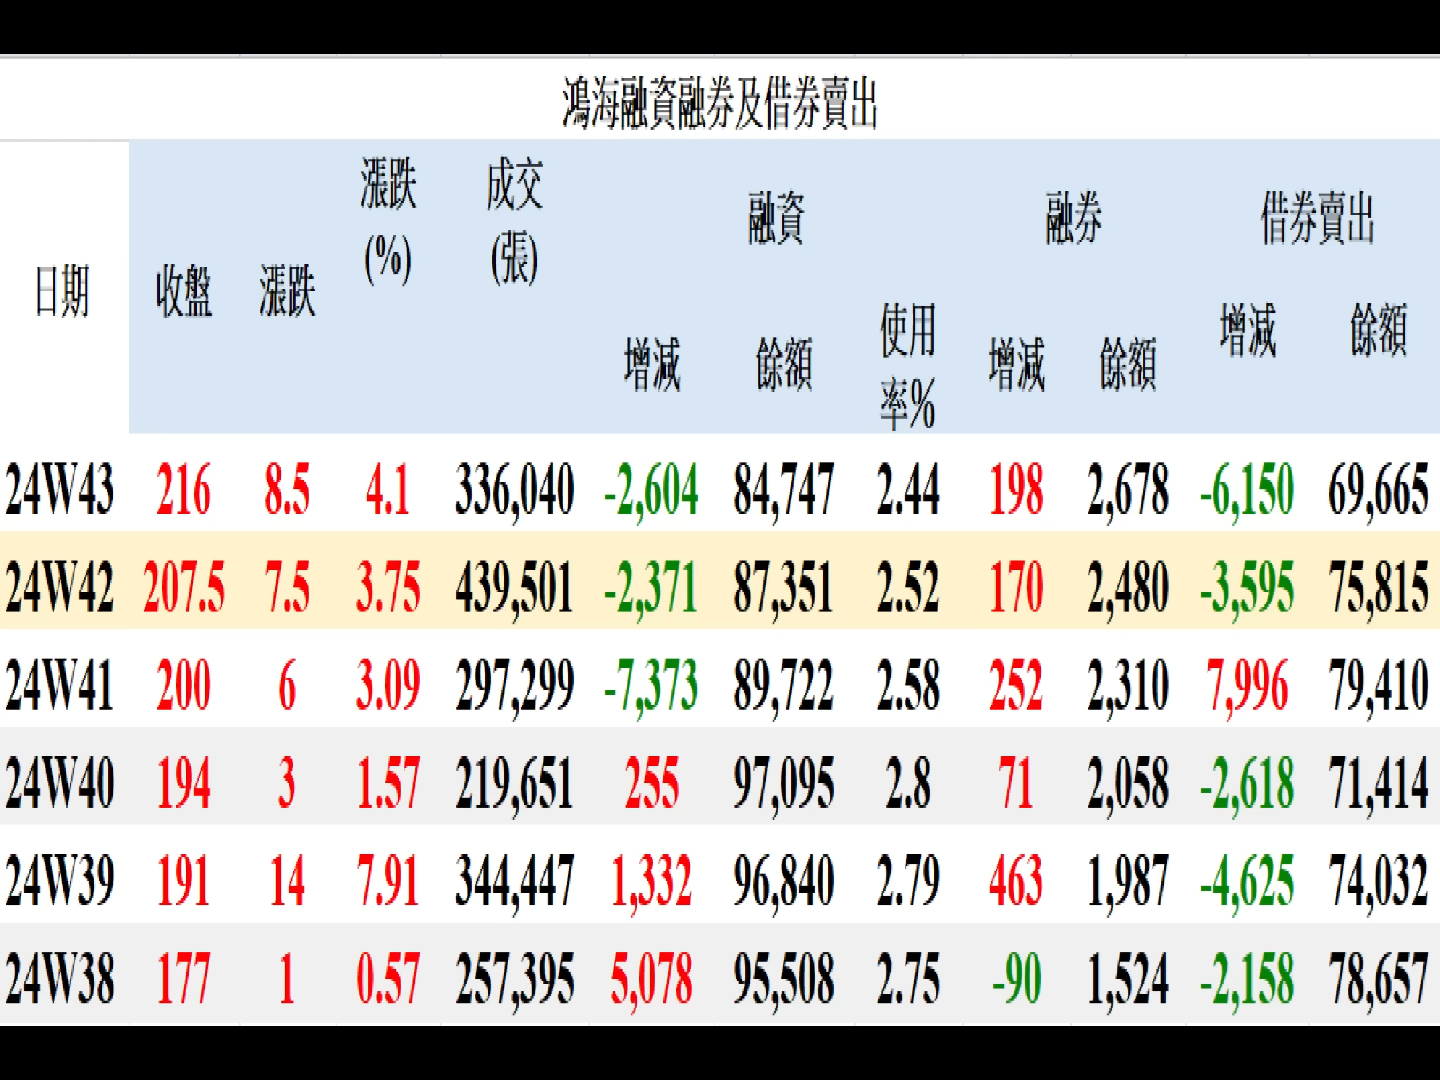 鴻海融資融券及借券賣出
日期 收盤 漲跌 漲跌(%) 成交(張) 融資 融券 借券賣出
增減 餘額 使用率% 增減 餘額 增減 餘額
24W43 216 8.5 4.1 336,040 -2,604 84,747 2.44 198 2,678 -6,150 69,665
24W42 207.5 7.5 3.75 439,501 -2,371 87,351 2.52 170 2,480 -3,595 75,815
24W41 200 6 3.09 297,299 -7,373 89,722 2.58 252 2,310 7,996 79,410
24W40 194 3 1.57 219,651 255 97,095 2.8 71 2,058 -2,618 71,414
24W39 191 14 7.91 344,447 1,332 96,840 2.79 463 1,987 -4,625 74,032
24W38 177 1 0.57 257,395 5,078 95,508 2.75 -90 1,524 -2,158 78,657